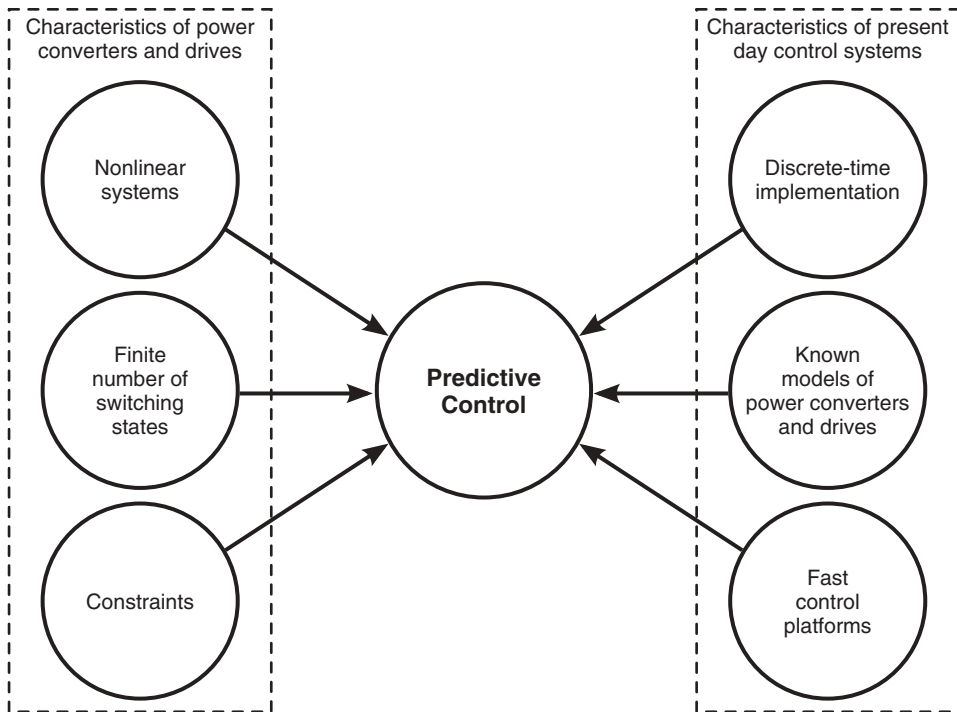 Characteristics of power
converters and drives
Nonlinear
systems
Finite
number of
switching
states
Constraints
Predictive
Control
Characteristics of present
day control systems
Discrete-time
implementation
Known
models of
power converters
and drives
Fast
control
platforms